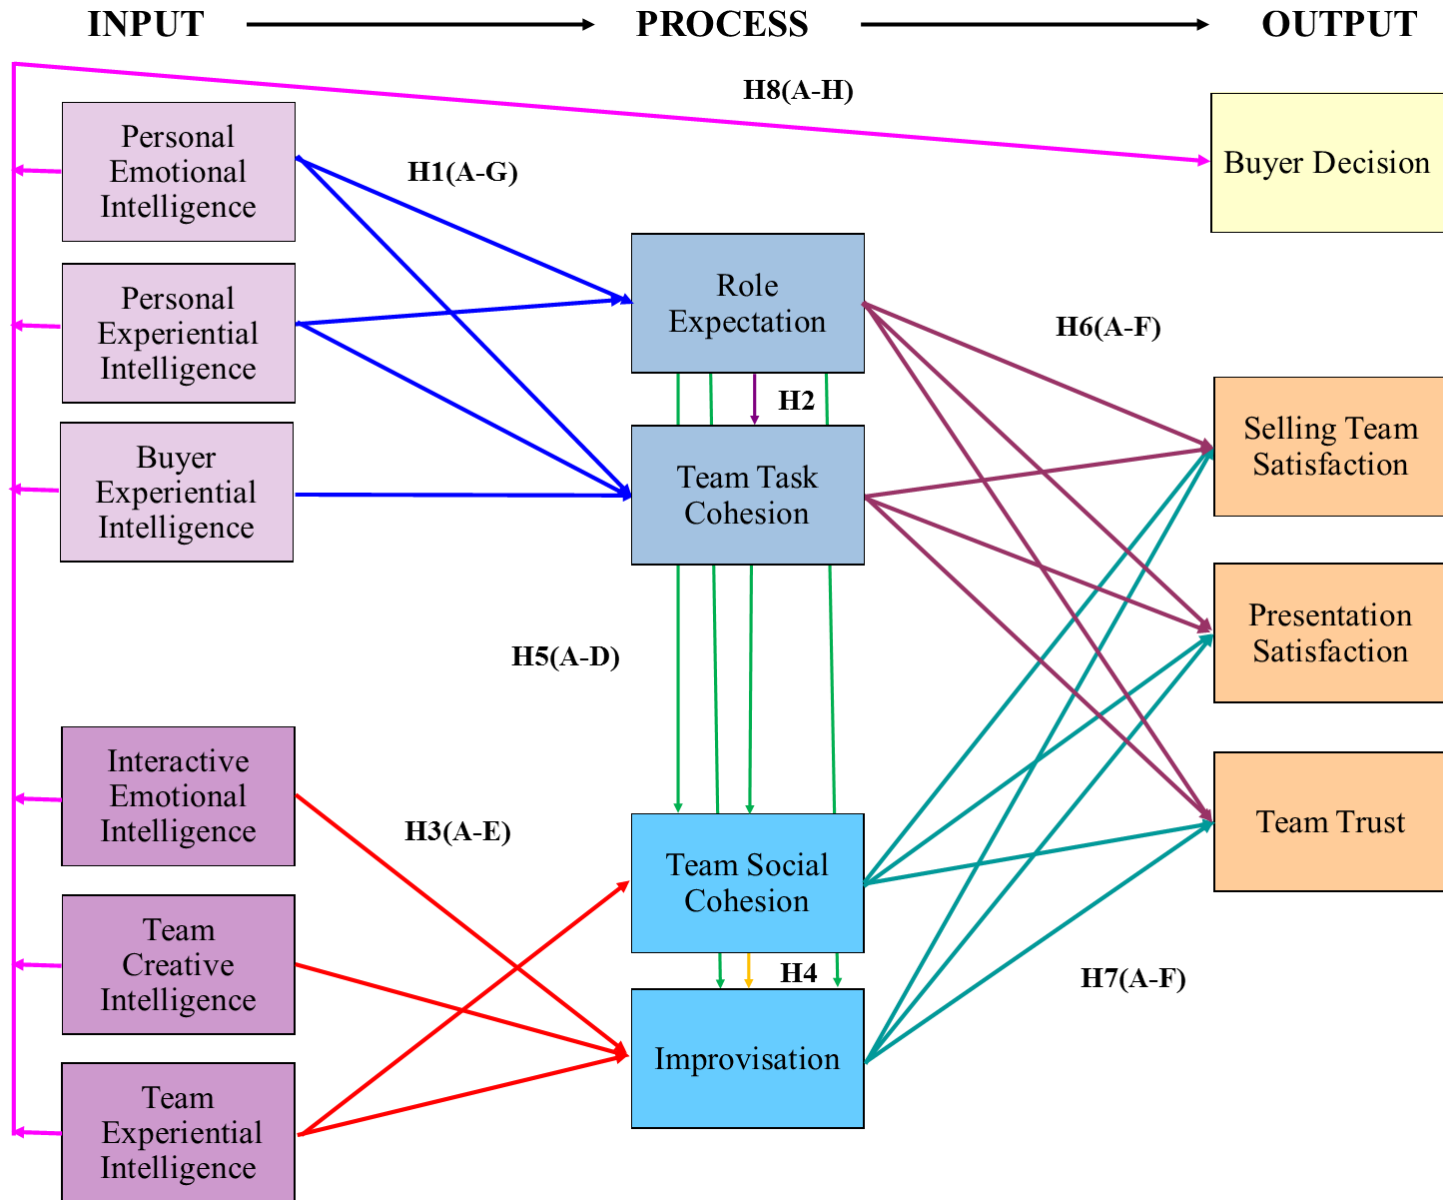 INPUT
PROCESS
OUTPUT
H8(A-H)
Personal
Emotional
Intelligence
H1(A-G)
Buyer Decision
Personal
Experiential
Intelligence
Role
Expectation
H6(A-F)
H2
Buyer
Experiential
Intelligence
Team Task
Cohesion
Selling Team
Satisfaction
H5(A-D)
Presentation
Satisfaction
Interactive
Emotional
Intelligence
H3(A-E)
Team Social
Cohesion
Team Trust
Team
Creative
Intelligence
H4
H7(A-F)
Improvisation
Team
Experiential
Intelligence